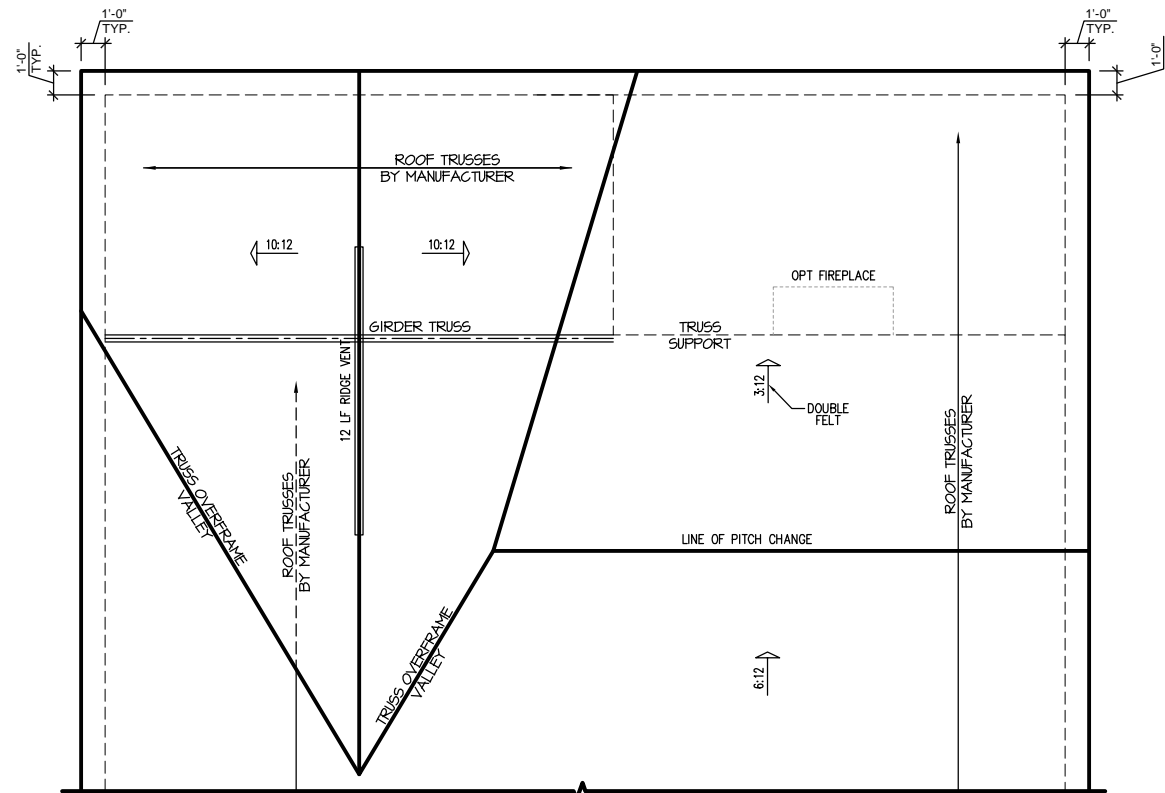 1'-0"
TYP.
1'-0"
TYP.
1'-0"
TYP.
1'-0"
ROOF TRUSSES
BY MANUFACTURER
10:12
10:12
OPT FIREPLACE
GIRDER TRUSS
TRUSS
SUPPORT
12 LF RIDGE VENT
3:12
DOUBLE
FELT
ROOF TRUSSES
BY MANUFACTURER
TRUSS OVERFRAME
VALLEY
ROOF TRUSSES
BY MANUFACTURER
LINE OF PITCH CHANGE
TRUSS OVERFRAME
VALLEY
6:12